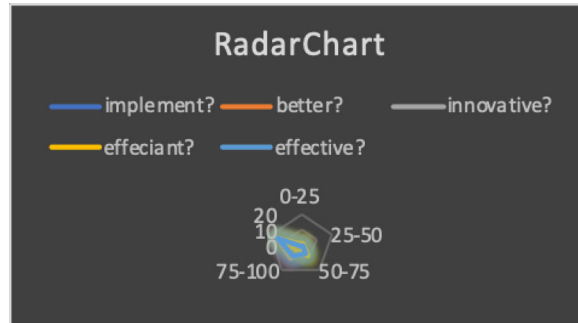 RadarChart
implement? better? innovative?
effeciant? effective?
0-25
20
10
0
25-50
75-100 50-75